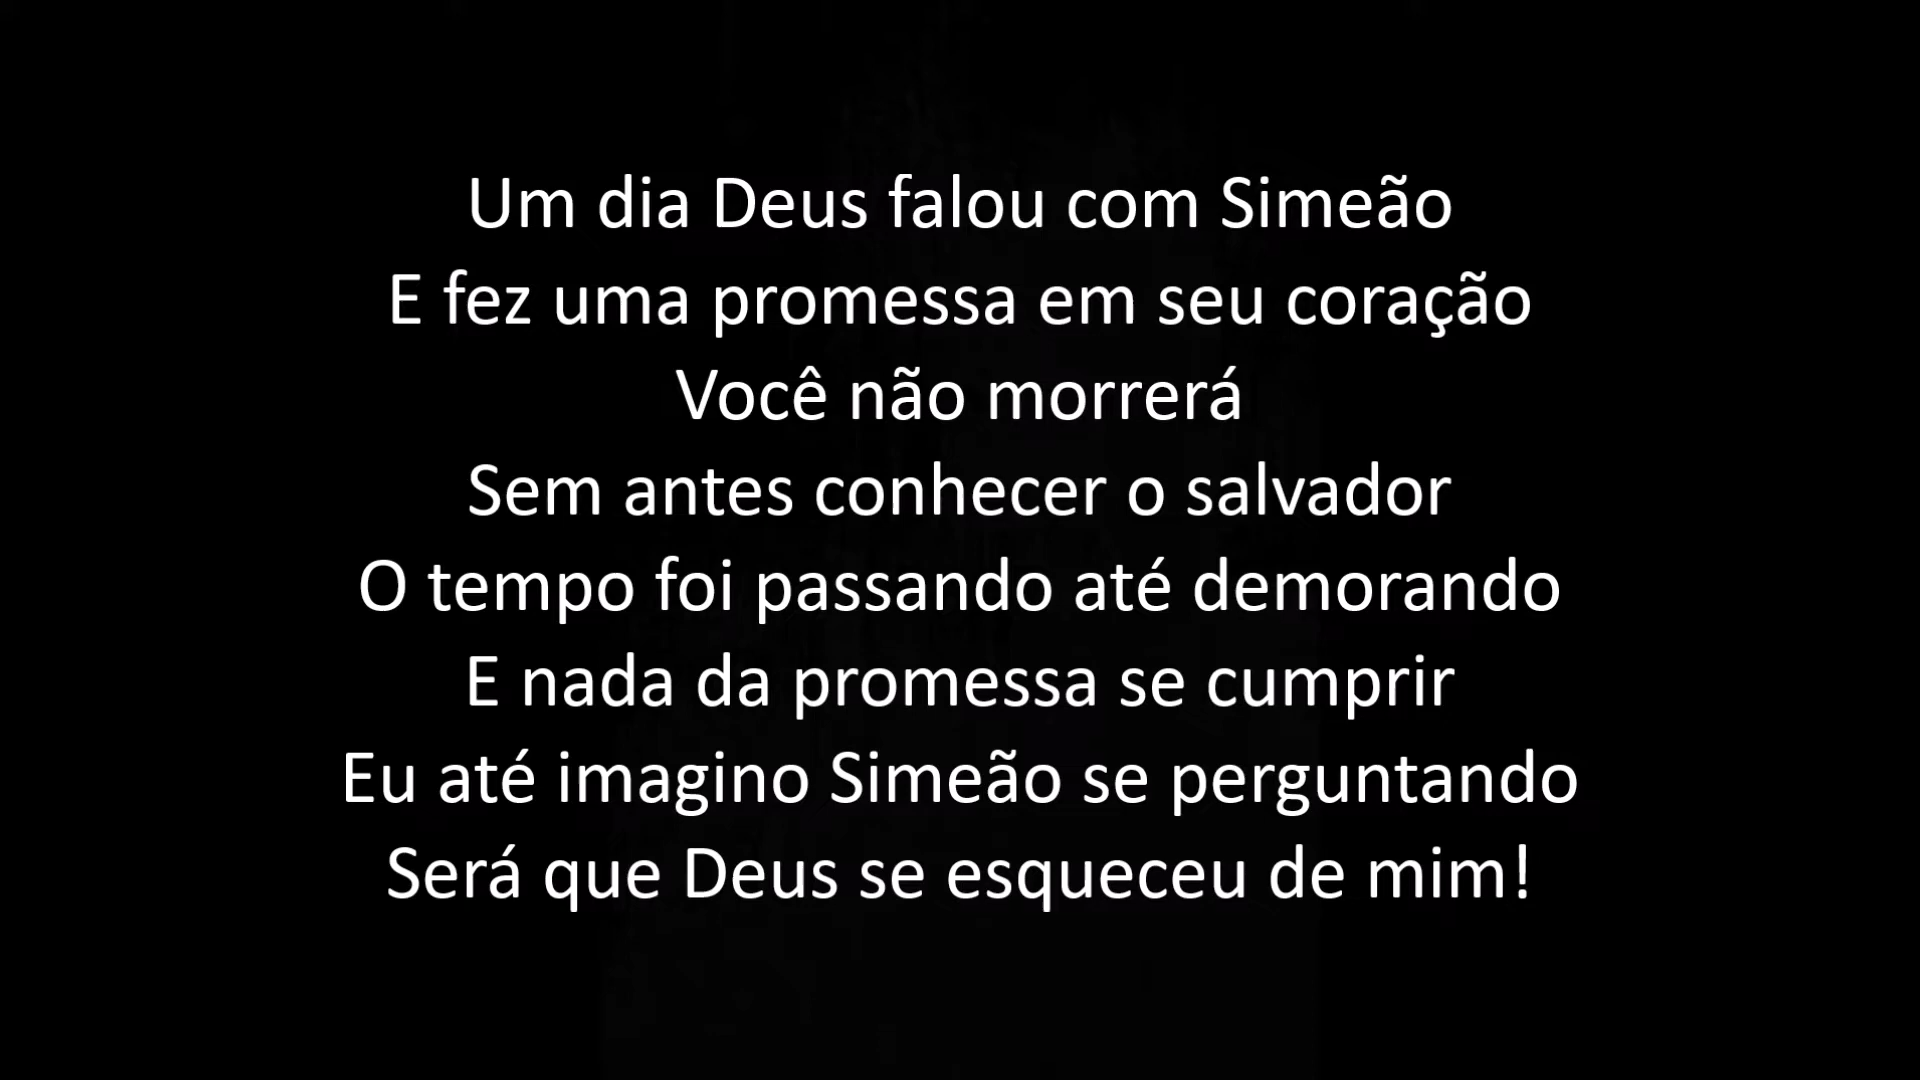 Um dia Deus falou com Simeão
E fez uma promessa em seu coração
Você não morrerá
Sem antes conhecer o salvador
O tempo foi passando até demorando
E nada da promessa se cumprir
Eu até imagino Simeão se perguntando
Será que Deus se esqueceu de mim!